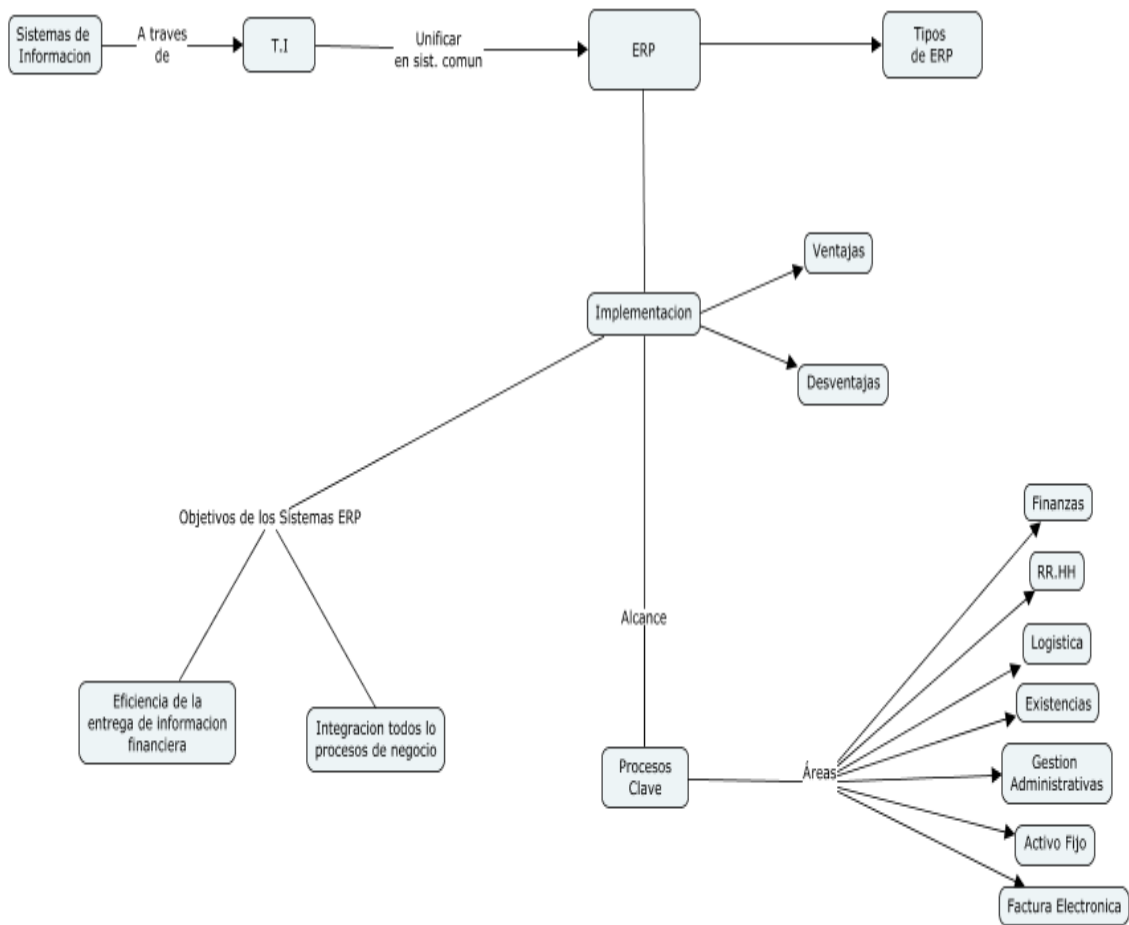 Sistemas de
Informacion
A traves
de
T.I
Unificar
en sist. comun
ERP
Tipos
de ERP
Ventajas
Implementacion
Desventajas
Objetivos de los Sistemas ERP
Eficiencia de la
entrega de informacion
financiera
Integracion todos lo
procesos de negocio
Alcance
Procesos
Clave
Áreas
Finanzas
RR.HH
Logistica
Existencias
Gestion
Administrativas
Activo Fijo
Factura Electronica